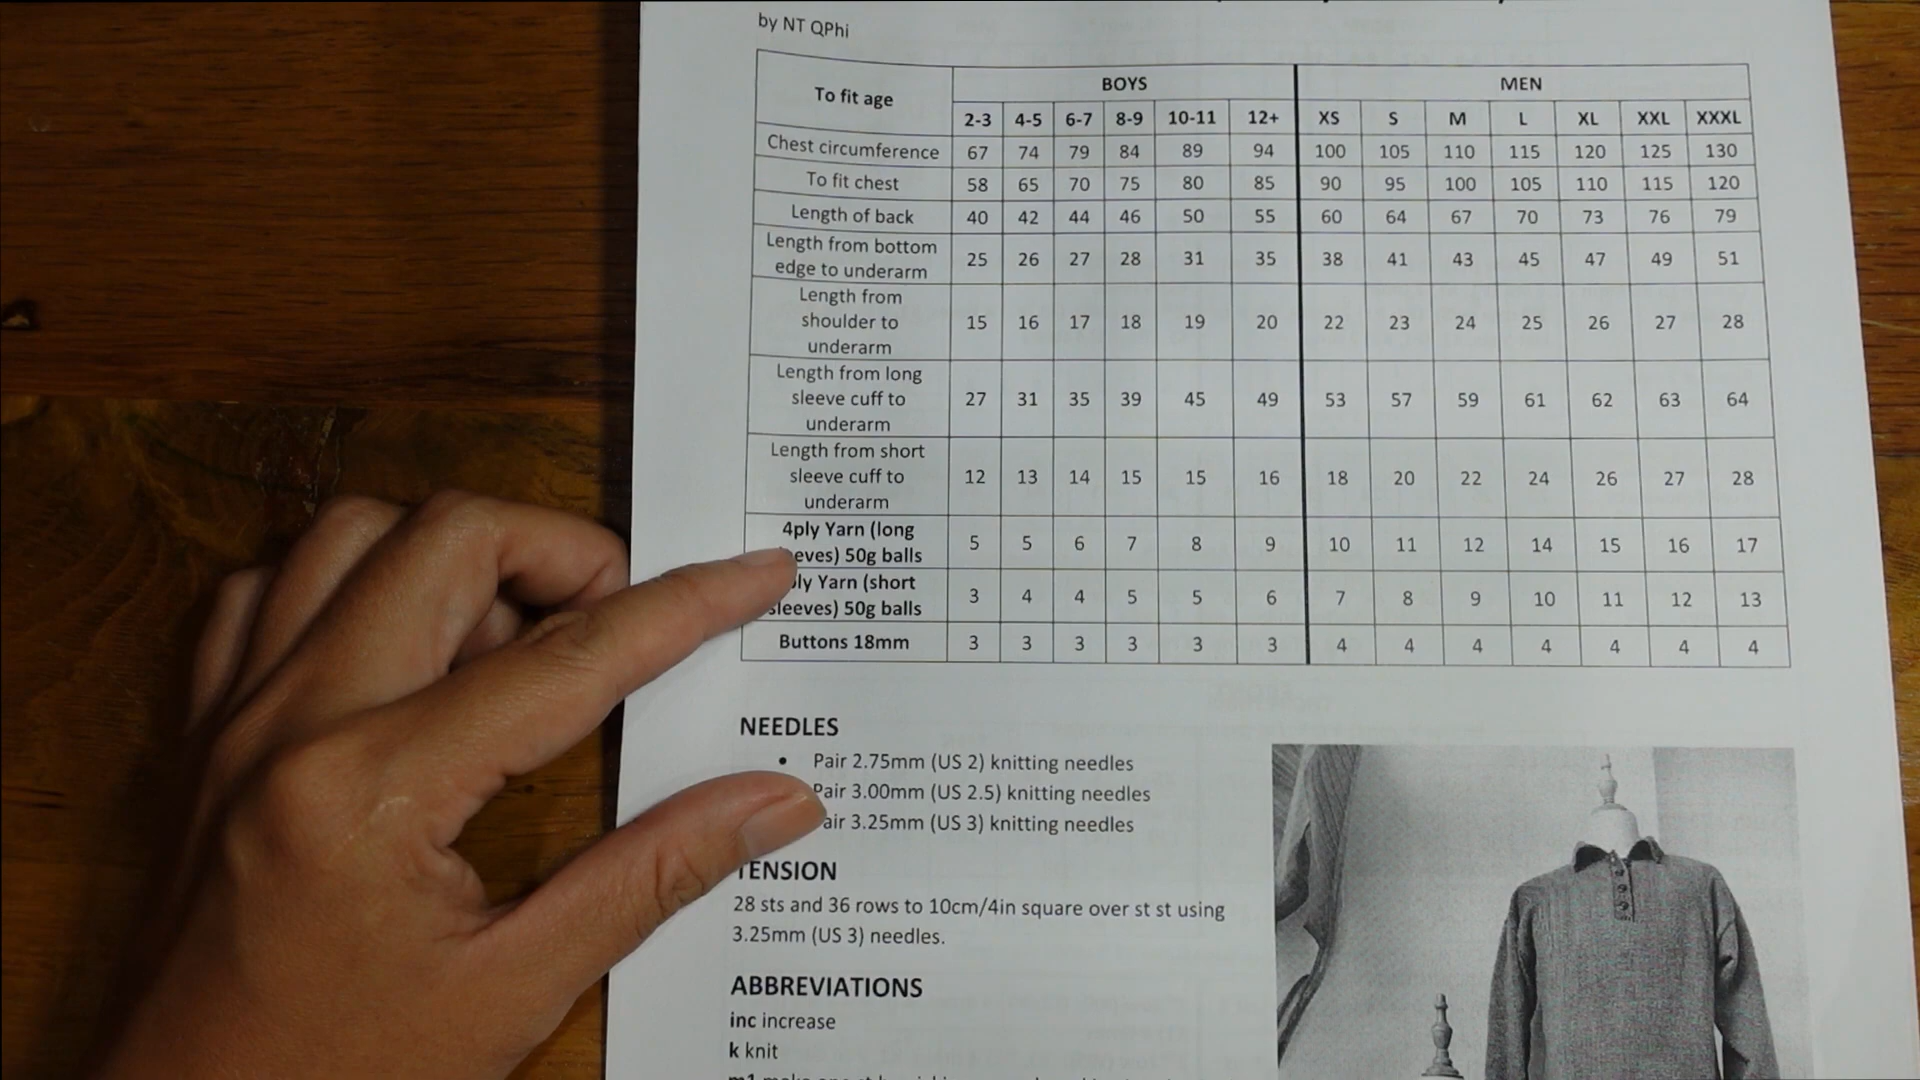 by NT QPhi
To fit age BOYS MEN
2-3 4-5 6-7 8-9 10-11 12+ XS S M L XL XXL XXXL
Chest circumference 67 74 79 84 89 94 100 105 110 115 120 125 130
To fit chest 58 65 70 75 80 85 90 95 100 105 110 115 120
Length of back 40 42 44 46 50 55 60 64 67 70 73 76 79
Length from bottom
edge to underarm 25 26 27 28 31 35 38 41 43 45 47 49 51
Length from
shoulder to 15 16 17 18 19 20 22 23 24 25 26 27 28
underarm
Length from long
sleeve cuff to 27 31 35 39 45 49 53 57 59 61 62 63 64
underarm
Length from short
sleeve cuff to 12 13 14 15 15 16 18 20 22 24 26 27 28
underarm
4ply Yarn (long
eeves) 50g balls 5 5 6 7 8 9 10 11 12 14 15 16 17
ply Yarn (short
sleeves) 50g balls 3 4 4 5 5 6 7 8 9 10 11 12 13
Buttons 18mm 3 3 3 3 3 3 4 4 4 4 4 4 4
NEEDLES
• Pair 2.75mm (US 2) knitting needles
Pair 3.00mm (US 2.5) knitting needles
air 3.25mm (US 3) knitting needles
TENSION
28 sts and 36 rows to 10cm/4in square over st st using
3.25mm (US 3) needles.
ABBREVIATIONS
inc increase
k knit